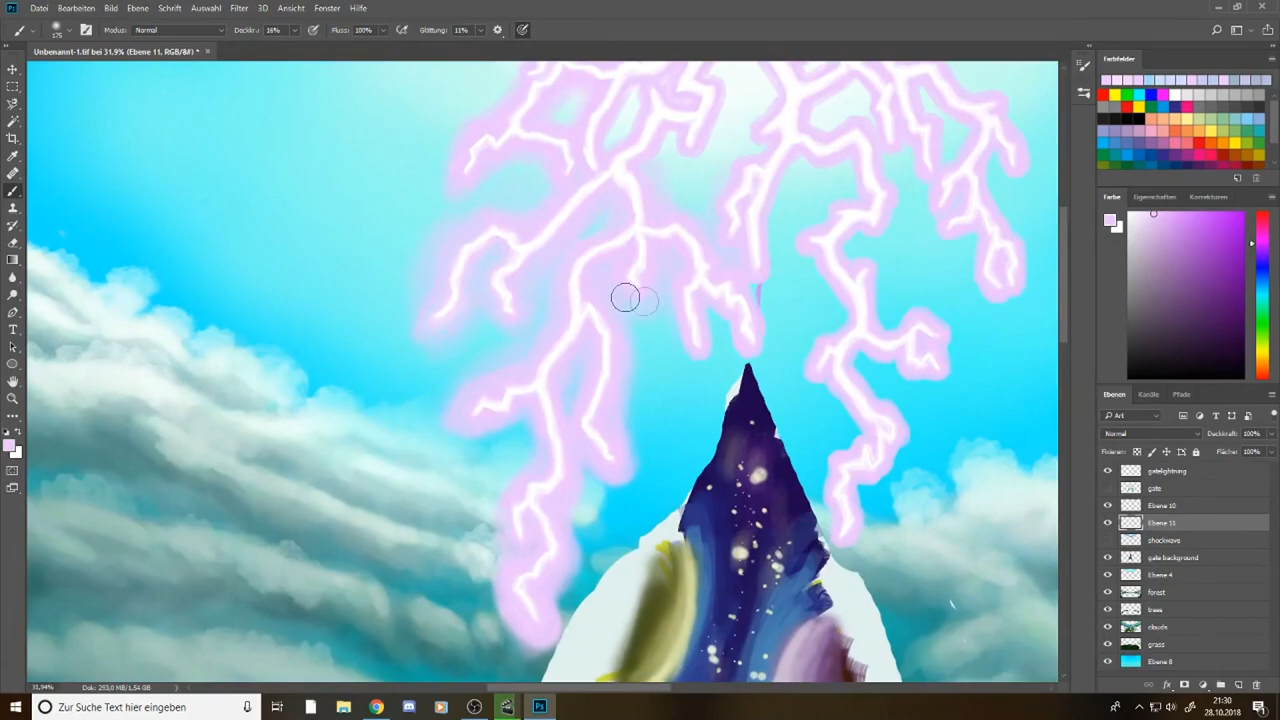 Datei Bearbeiten Bild Ebene Schrift Auswahl Filter 3D Ansicht Fenster Hilfe
175 Modus: Normal Deckkr.: 16% Fluss: 100% Glättung: 11%
Unbenannt-1.tif bei 31,9% (Ebene 11, RGB/8#) *
Farbfelder
Farbe Eigenschaften Korrekturen
Ebenen Kanäle Pfade
Art
Normal Deckkraft: 100%
Fixieren: Fläche: 100%
gatelightning
gate
Ebene 10
Ebene 11
shockwave
gate background
Ebene 4
forest
trees
clouds
grass
Ebene 8
31,94% Dok: 293,0 MB/1,54 GB
Zur Suche Text hier eingeben
21:30
28.10.2018